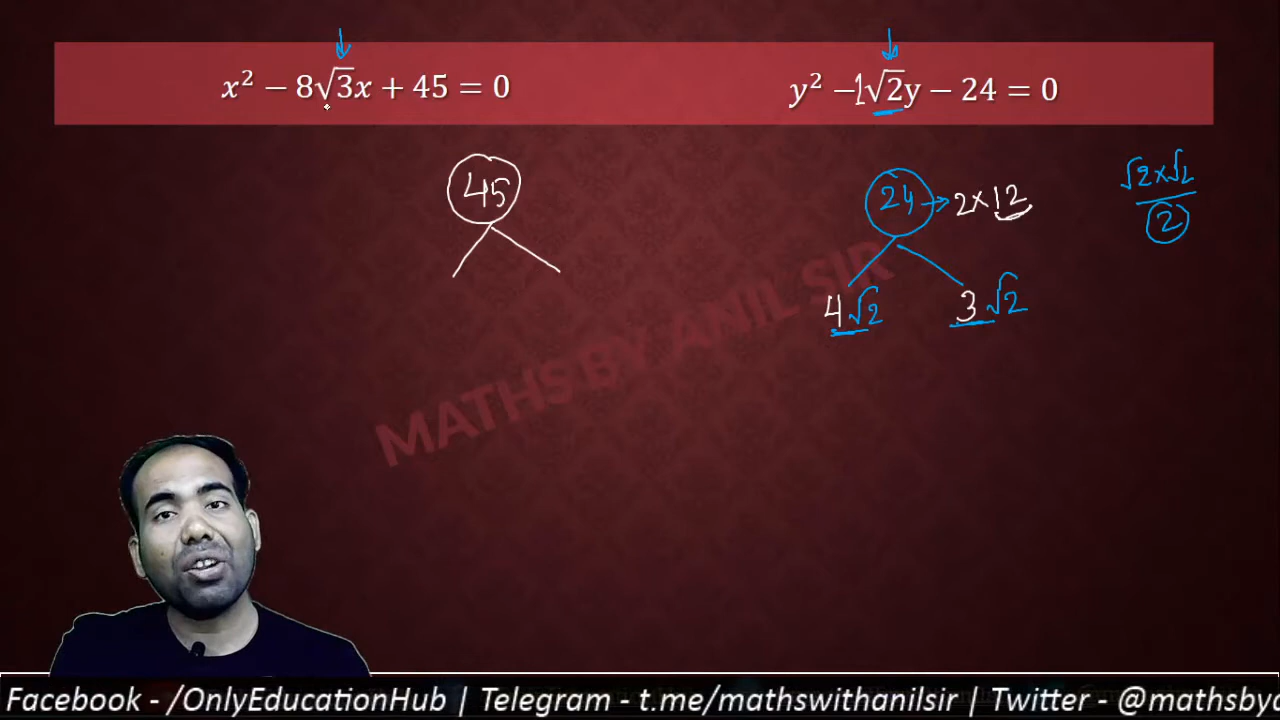 x² − 8√3x + 45 = 0
y² −1√2y − 24 = 0
45
24 → 2×12
√2×√2
2
4√2
3√2
MATHS BY ANIL SIR
Facebook - /OnlyEducationHub | Telegram - t.me/mathswithanilsir | Twitter - @mathsby